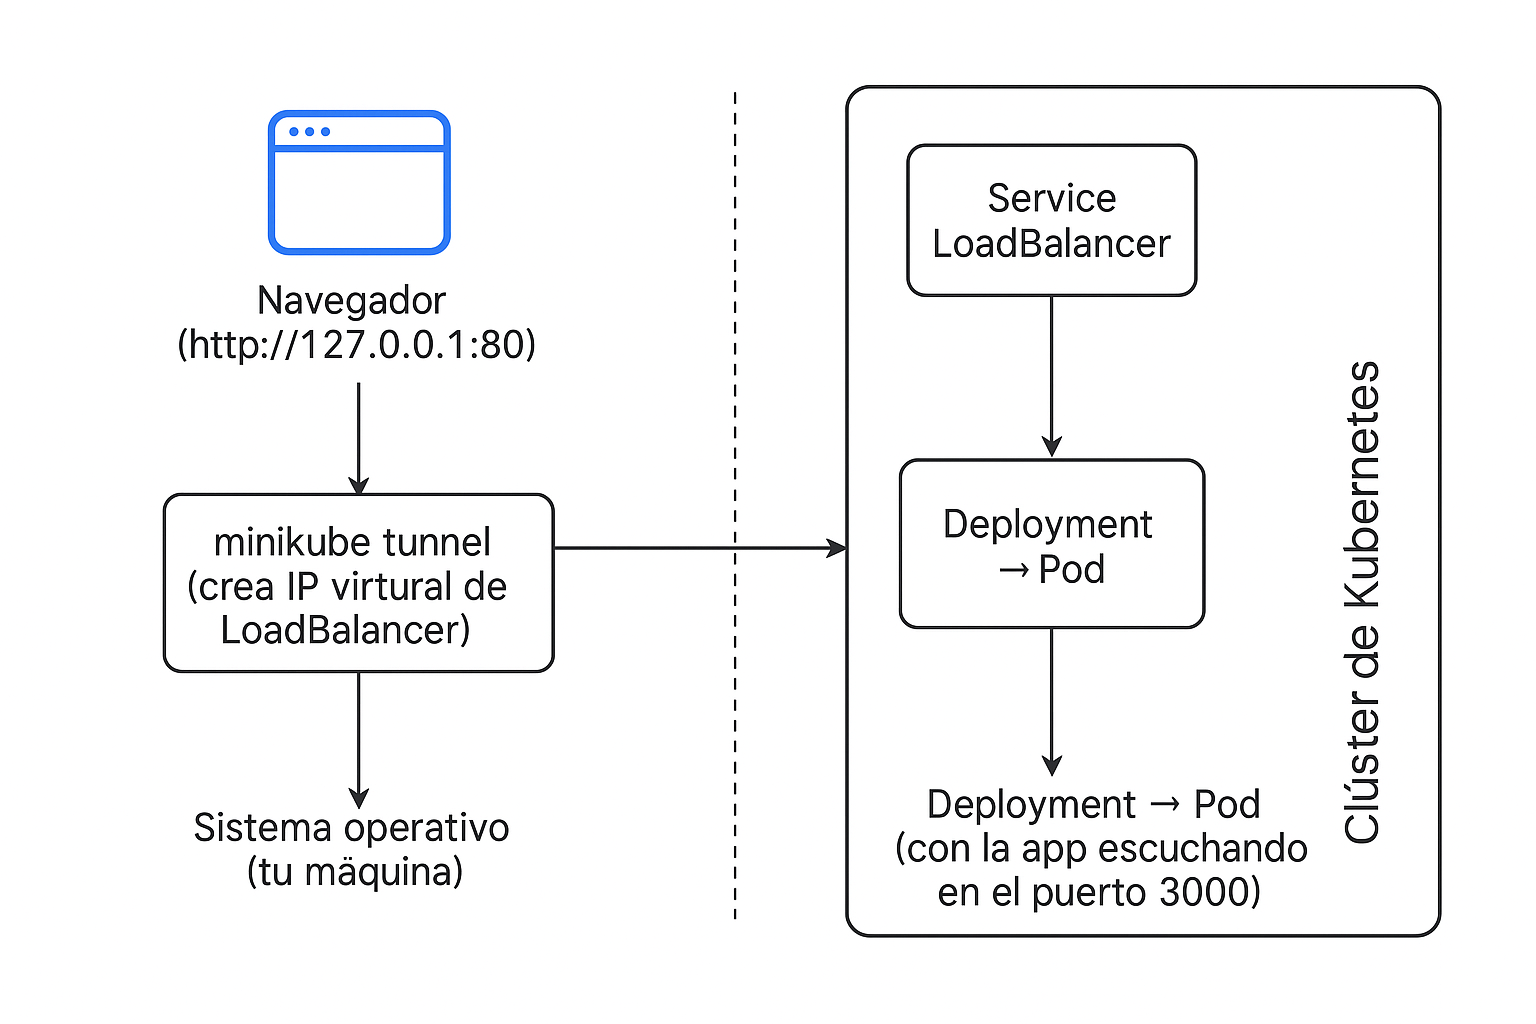 Navegador
(http://127.0.0.1:80)
minikube tunnel
(crea IP virtural de
LoadBalancer)
Sistema operativo
(tu mäquina)
Service
LoadBalancer
Deployment
→ Pod
Deployment → Pod
(con la app escuchando
en el puerto 3000)
Clúster de Kubernetes